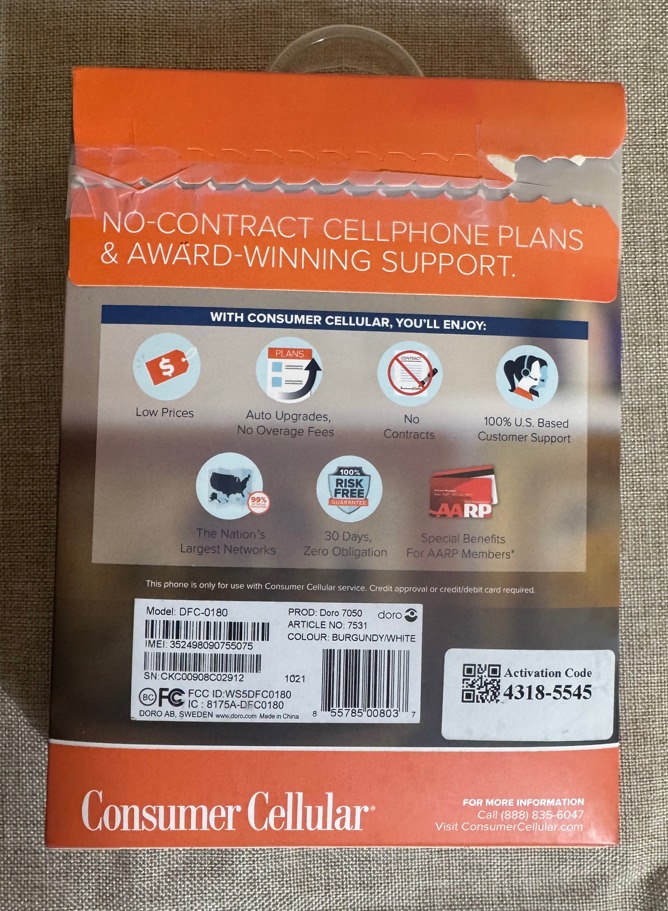 NO-CONTRACT CELLPHONE PLANS
& AWARD-WINNING SUPPORT.
WITH CONSUMER CELLULAR, YOU'LL ENJOY:
$
Low Prices
PLANS
Auto Upgrades,
No Overage Fees
CONTRACT
No
Contracts
100% U.S. Based
Customer Support
99%
The Nation's
Largest Networks
100%
RISK
FREE
GUARANTEE
30 Days,
Zero Obligation
AARP
Special Benefits
For AARP Members*
This phone is only for use with Consumer Cellular service. Credit approval or credit/debit card required.
Model: DFC-0180
IMEI: 352498090755075
SN: CKC00908C02912 1021
BC FC FCC ID:WS5DFC0180
IC : 8175A-DFC0180
DORO AB, SWEDEN www.doro.com Made in China
PROD: Doro 7050 doro
ARTICLE NO: 7531
COLOUR: BURGUNDY/WHITE
8 55785 00803 7
Activation Code
4318-5545
Consumer Cellular®
FOR MORE INFORMATION
Call (888) 835-6047
Visit ConsumerCellular.com